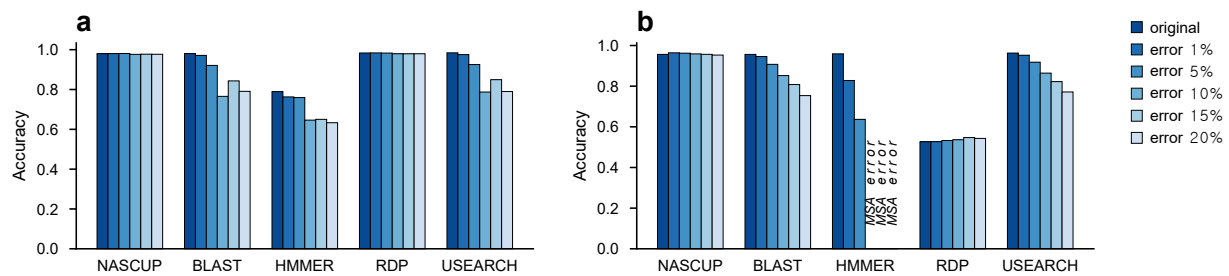 a
Accuracy
1.0
0.8
0.6
0.4
0.2
0.0
NASCUP BLAST HMMER RDP USEARCH
b
Accuracy
1.0
0.8
0.6
0.4
0.2
0.0
MSA error
MSA error
MSA error
NASCUP BLAST HMMER RDP USEARCH
original
error 1%
error 5%
error 10%
error 15%
error 20%